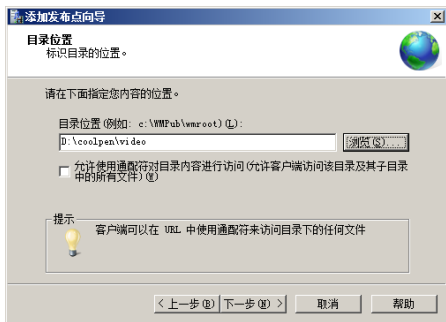 添加发布点向导
目录位置
标识目录的位置。
请在下面指定您内容的位置。
目录位置(例如: c:\WMPub\wmroot)(L):
D:\coolpen\video
浏览(S)...
允许使用通配符对目录内容进行访问(允许客户端访问该目录及其子目录
中的所有文件)(W)
提示
客户端可以在 URL 中使用通配符来访问目录下的任何文件
< 上一步(B)
下一步(N) >
取消
帮助